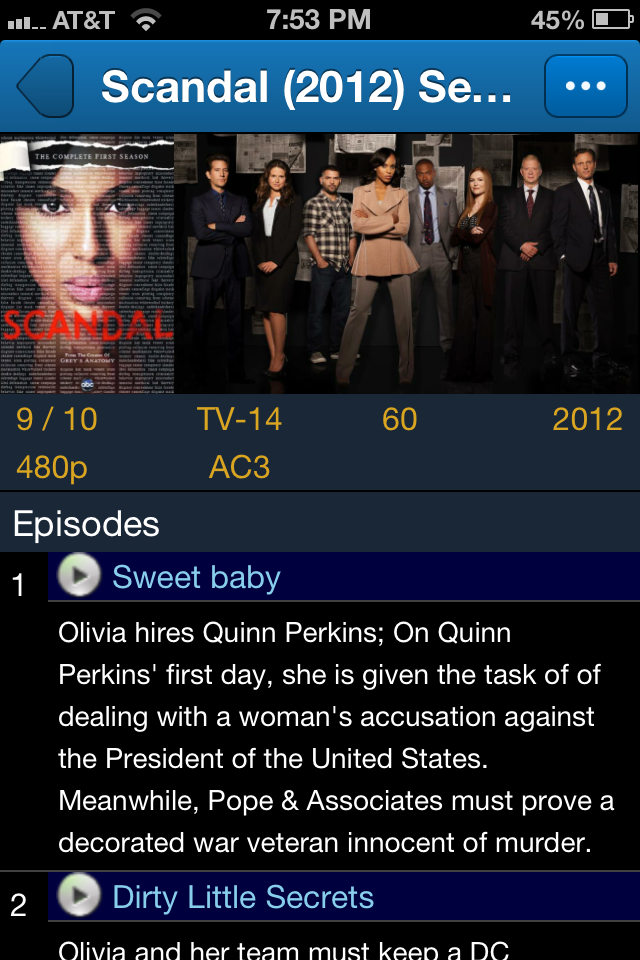 AT&T 7:53 PM 45%
Scandal (2012) Se...
THE COMPLETE FIRST SEASON
SCANDAL
From The Creator Of
GREY'S ANATOMY
abc
9 / 10 TV-14 60 2012
480p AC3
Episodes
1 Sweet baby
Olivia hires Quinn Perkins; On Quinn
Perkins' first day, she is given the task of of
dealing with a woman's accusation against
the President of the United States.
Meanwhile, Pope & Associates must prove a
decorated war veteran innocent of murder.
2 Dirty Little Secrets
Olivia and her team must keep a DC